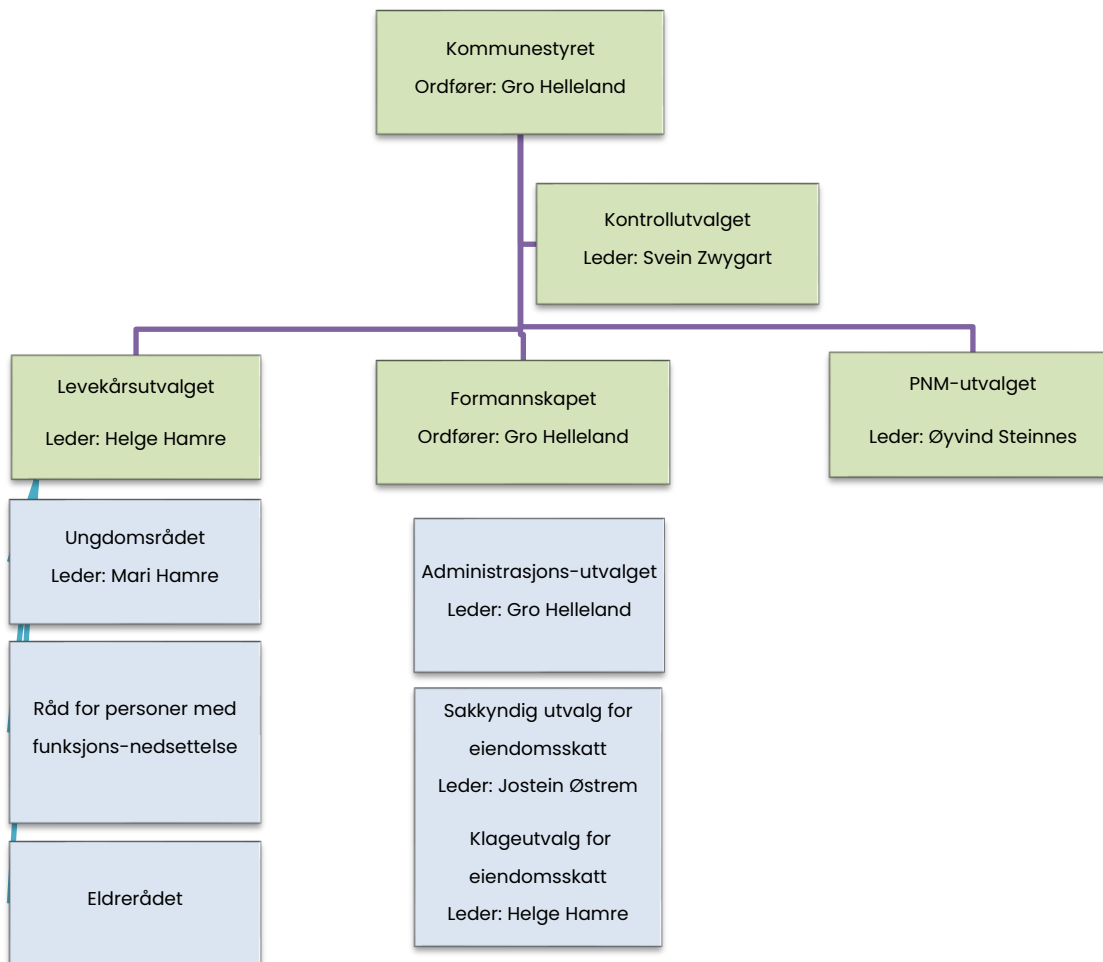 Kommunestyret
Ordfører: Gro Helleland
Kontrollutvalget
Leder: Svein Zwygart
Levekårsutvalget
Leder: Helge Hamre
Formannskapet
Ordfører: Gro Helleland
PNM-utvalget
Leder: Øyvind Steinnes
Ungdomsrådet
Leder: Mari Hamre
Råd for personer med
funksjons-nedsettelse
Eldrerådet
Administrasjons-utvalget
Leder: Gro Helleland
Sakkyndig utvalg for
eiendomsskatt
Leder: Jostein Østrem
Klageutvalg for
eiendomsskatt
Leder: Helge Hamre